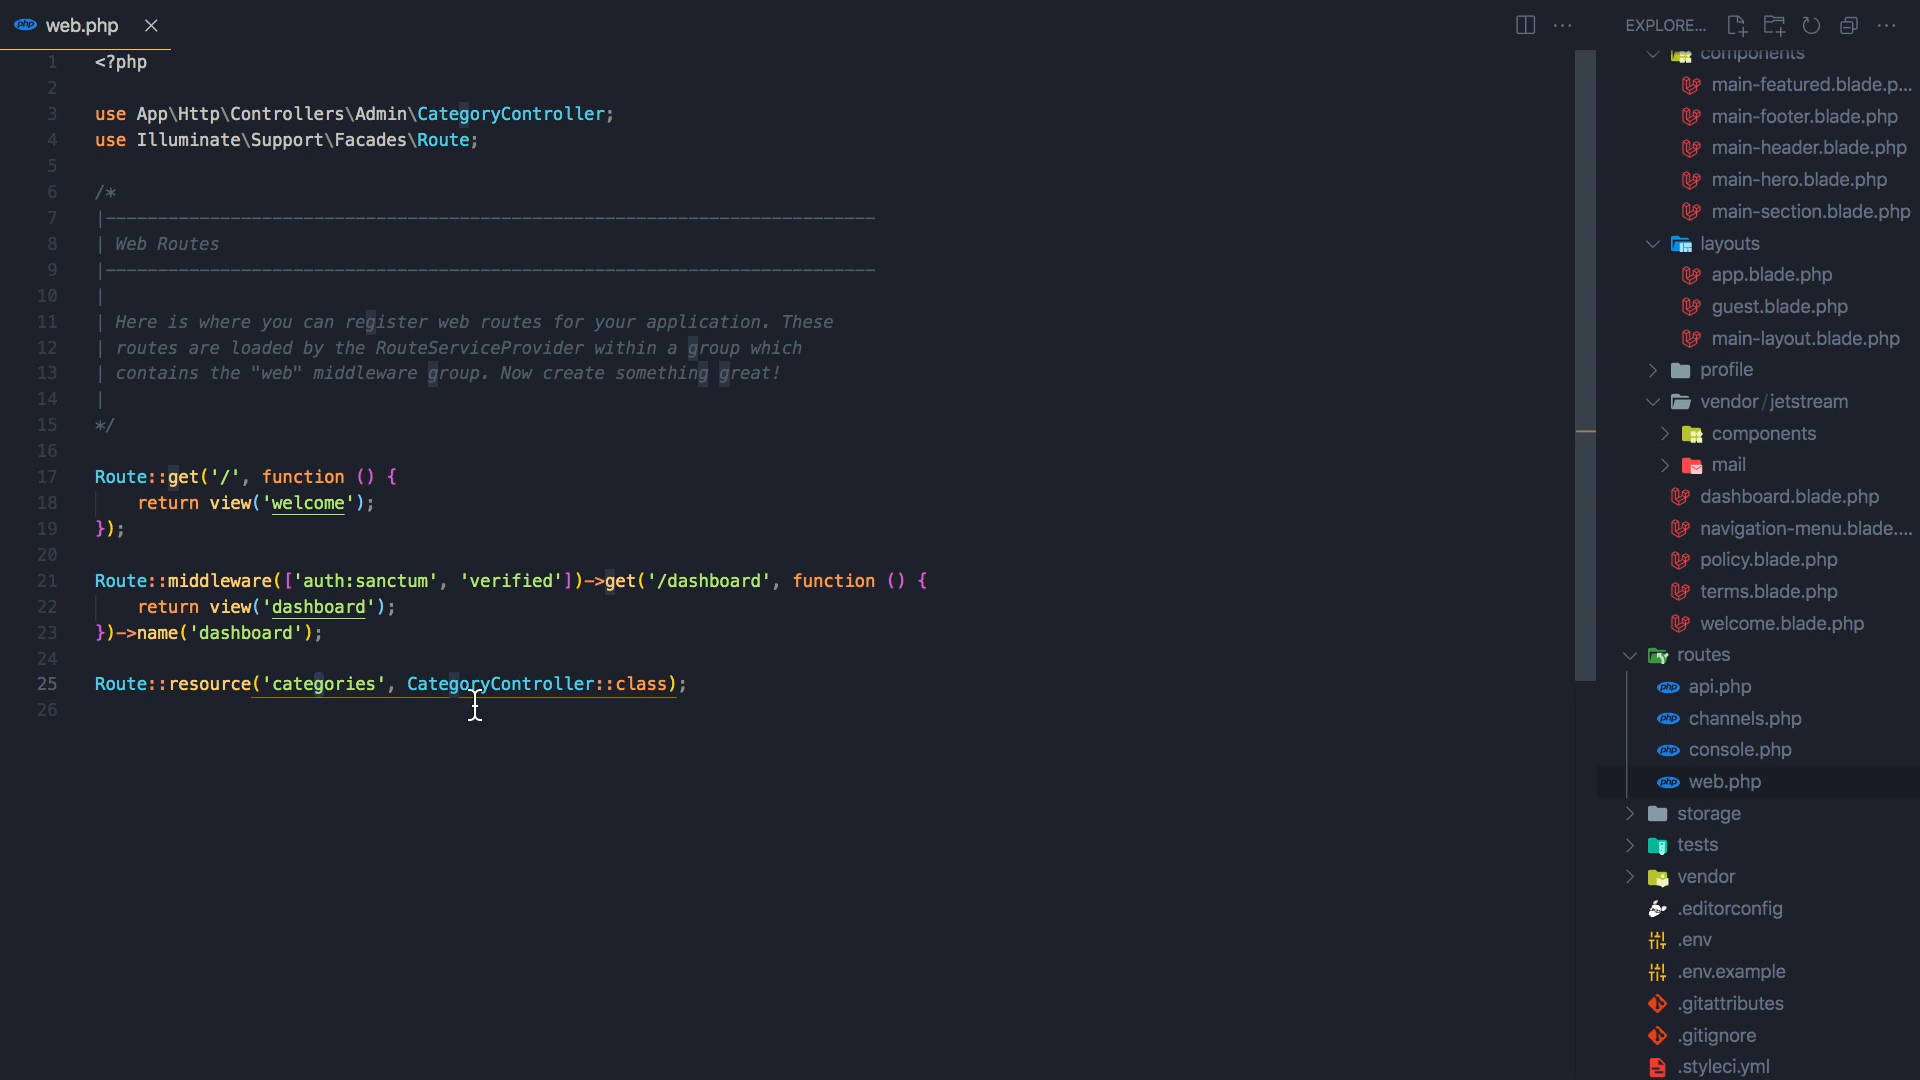 web.php
EXPLORE...
1 <?php
2
3 use App\Http\Controllers\Admin\CategoryController;
4 use Illuminate\Support\Facades\Route;
5
6 /*
7 |--------------------------------------------------------------------------
8 | Web Routes
9 |--------------------------------------------------------------------------
10 |
11 | Here is where you can register web routes for your application. These
12 | routes are loaded by the RouteServiceProvider within a group which
13 | contains the "web" middleware group. Now create something great!
14 |
15 */
16
17 Route::get('/', function () {
18     return view('welcome');
19 });
20
21 Route::middleware(['auth:sanctum', 'verified'])->get('/dashboard', function () {
22     return view('dashboard');
23 })->name('dashboard');
24
25 Route::resource('categories', CategoryController::class);
26
components
main-featured.blade.p...
main-footer.blade.php
main-header.blade.php
main-hero.blade.php
main-section.blade.php
layouts
app.blade.php
guest.blade.php
main-layout.blade.php
profile
vendor/jetstream
components
mail
dashboard.blade.php
navigation-menu.blade....
policy.blade.php
terms.blade.php
welcome.blade.php
routes
php api.php
php channels.php
php console.php
php web.php
storage
tests
vendor
.editorconfig
.env
.env.example
.gitattributes
.gitignore
.styleci.yml